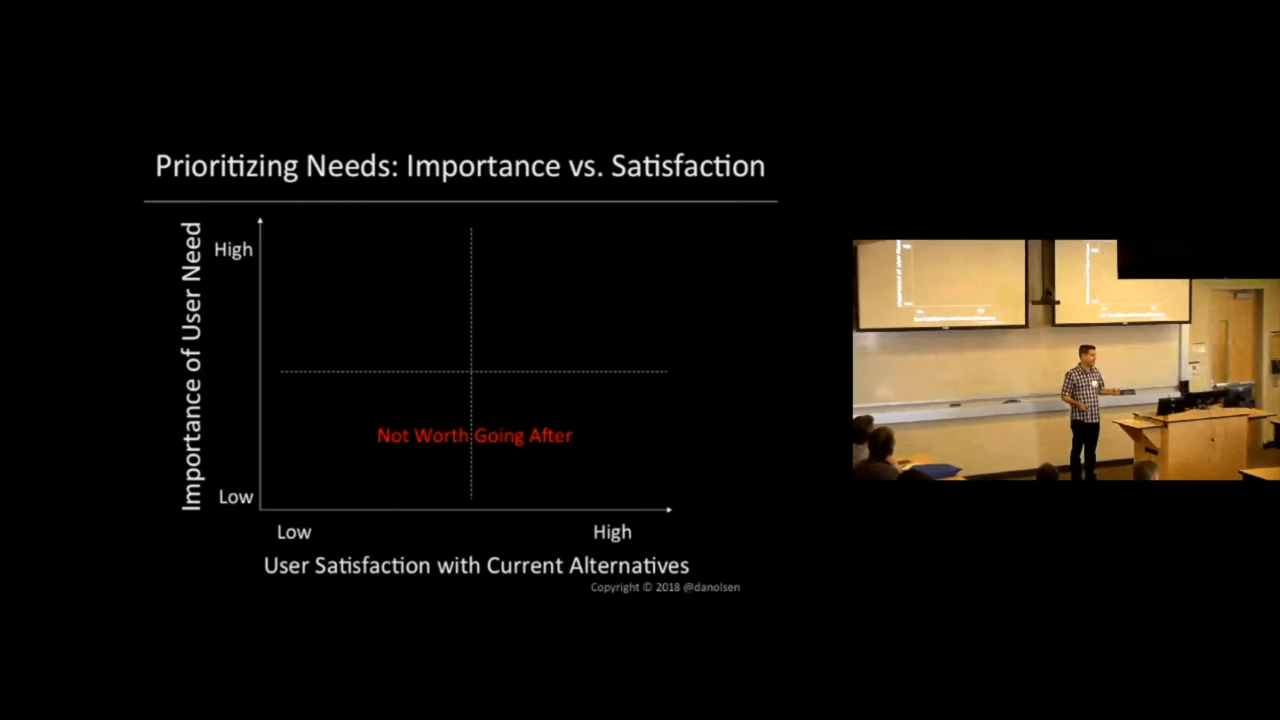 Prioritizing Needs: Importance vs. Satisfaction
Importance of User Need
High
Not Worth Going After
Low
Low
High
User Satisfaction with Current Alternatives
Copyright © 2018 @danolsen